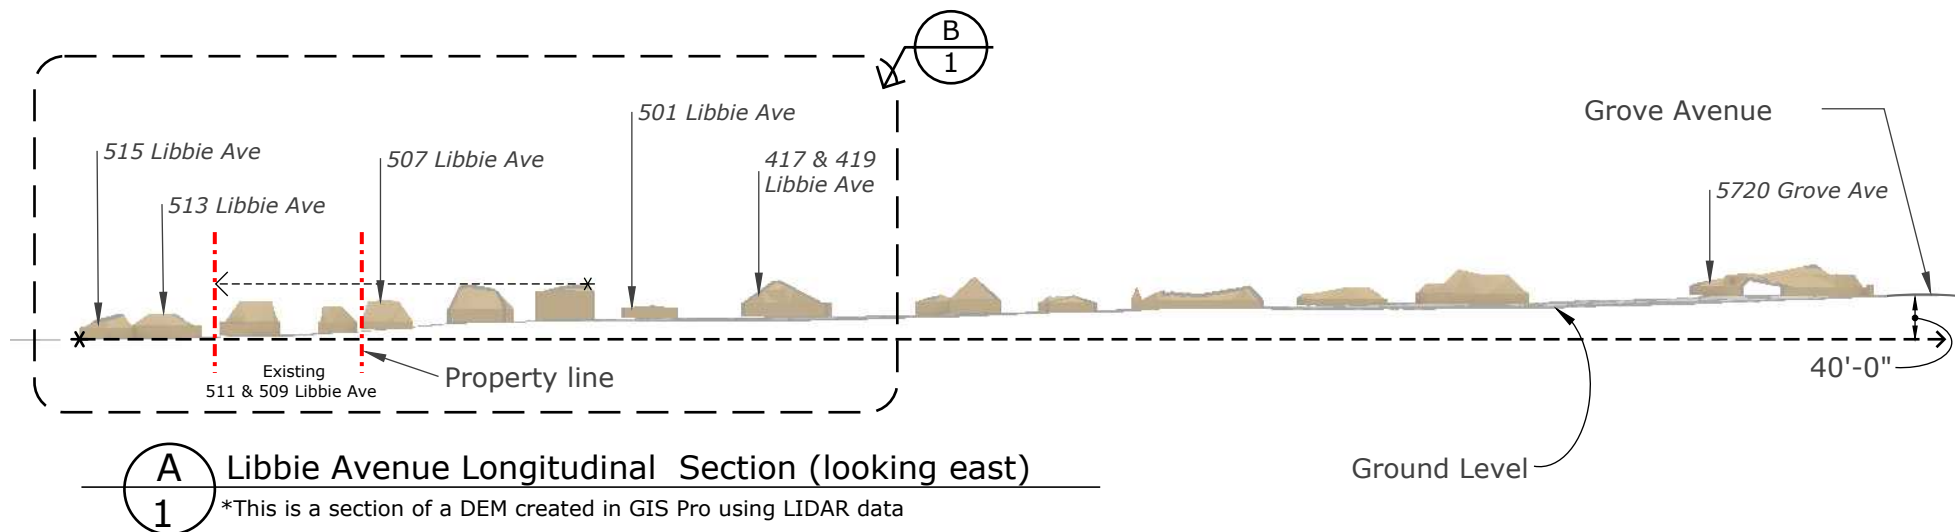 B
1
501 Libbie Ave
Grove Avenue
515 Libbie Ave
507 Libbie Ave
417 & 419
Libbie Ave
5720 Grove Ave
513 Libbie Ave
Existing
511 & 509 Libbie Ave
Property line
40'-0"
A
1
Libbie Avenue Longitudinal Section (looking east)
*This is a section of a DEM created in GIS Pro using LIDAR data
Ground Level